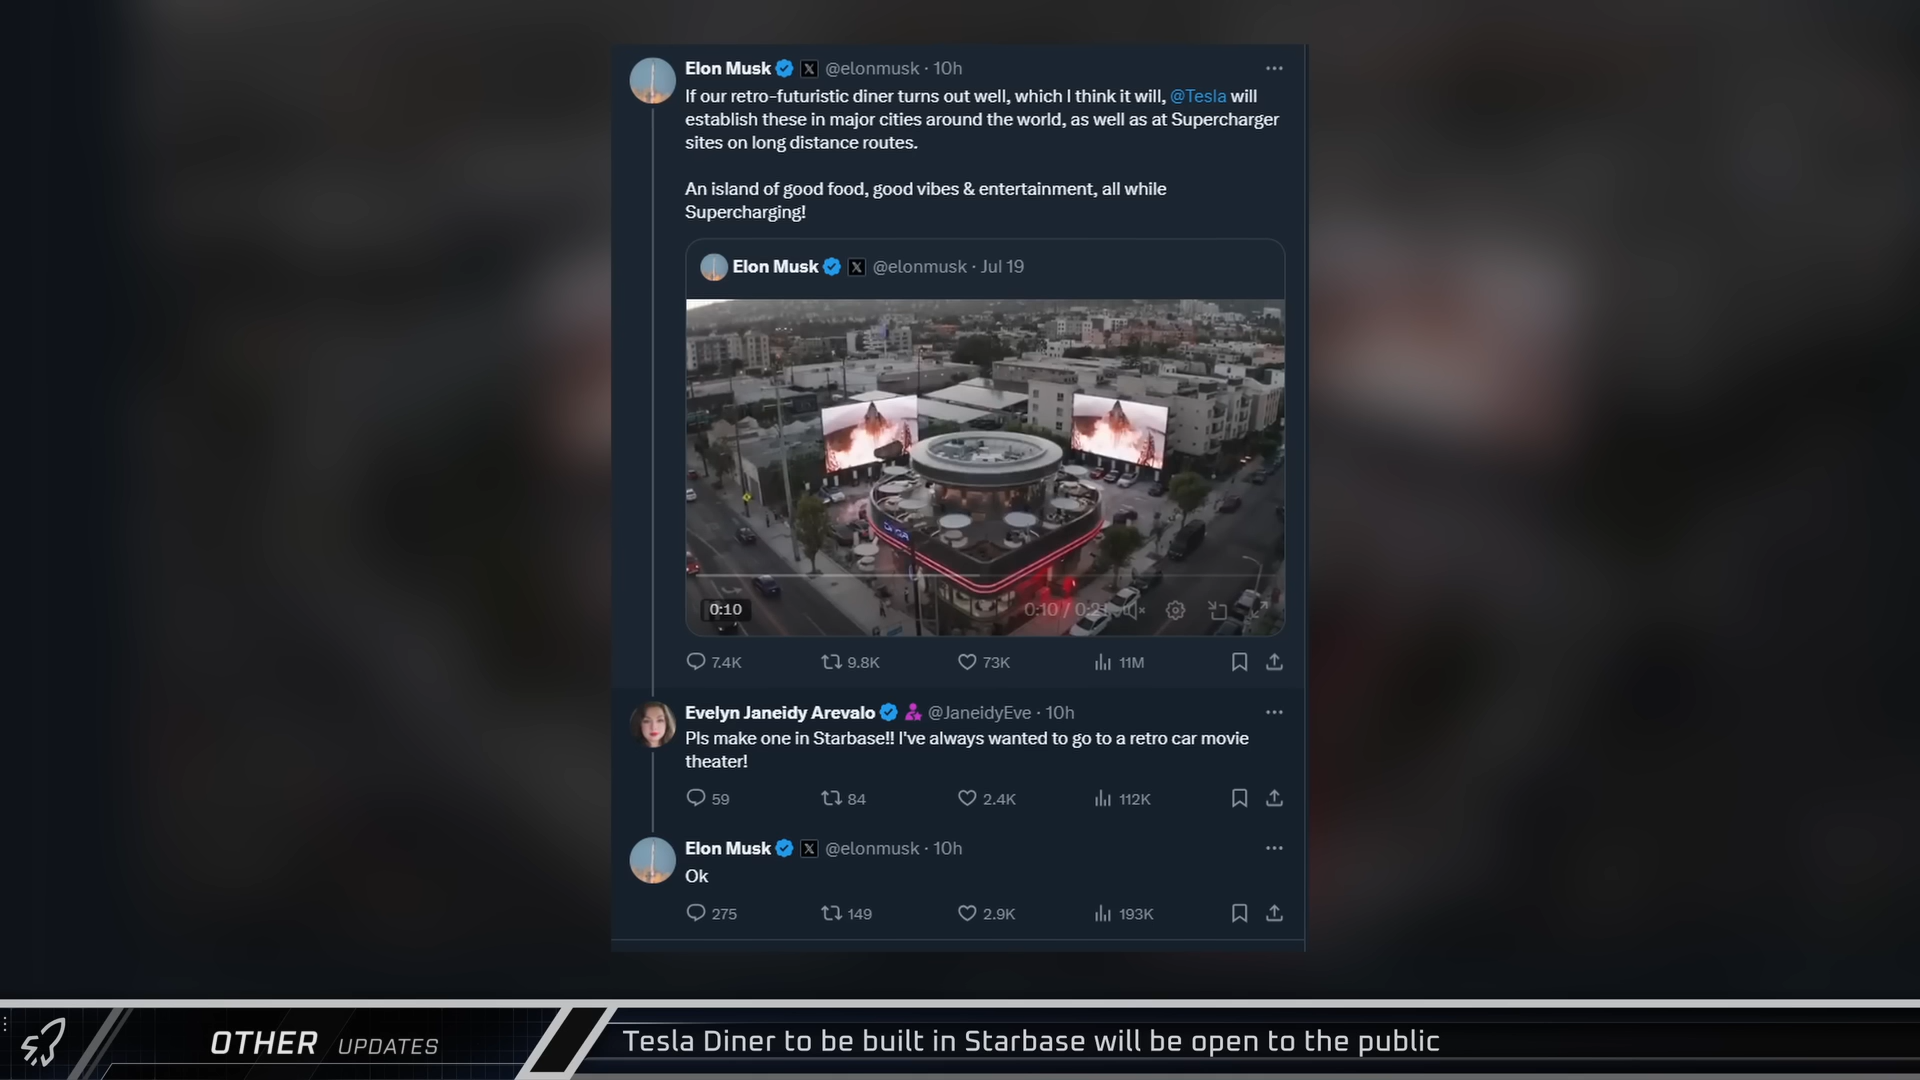 Elon Musk @elonmusk · 10h
If our retro-futuristic diner turns out well, which I think it will, @Tesla will
establish these in major cities around the world, as well as at Supercharger
sites on long distance routes.
An island of good food, good vibes & entertainment, all while
Supercharging!
Elon Musk @elonmusk · Jul 19
0:10
0:10 / 0:21
7.4K 9.8K 73K 11M
Evelyn Janeidy Arevalo @JaneidyEve · 10h
Pls make one in Starbase!! I've always wanted to go to a retro car movie
theater!
59 84 2.4K 112K
Elon Musk @elonmusk · 10h
Ok
275 149 2.9K 193K
OTHER UPDATES
Tesla Diner to be built in Starbase will be open to the public